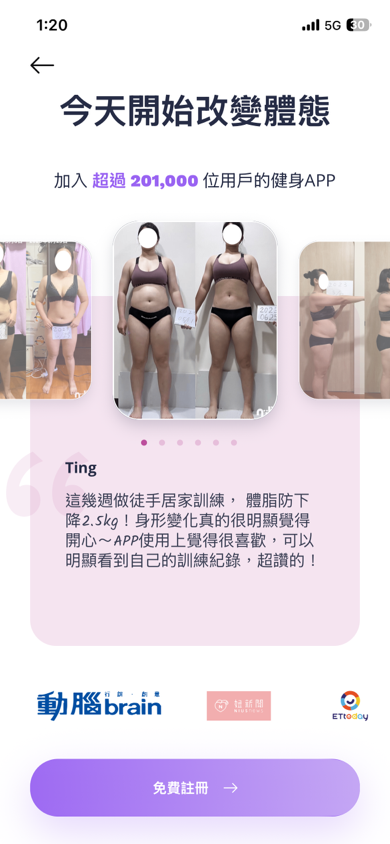 1:20
5G 30
今天開始改變體態
加入 超過 201,000 位用戶的健身APP
Ting
這幾週做徒手居家訓練， 體脂防下
降2.5kg！身形變化真的很明顯覺得
開心～APP使用上覺得很喜歡，可以
明顯看到自己的訓練紀錄，超讚的！
行銷·創意
動腦brain
ETtoday
免費註冊